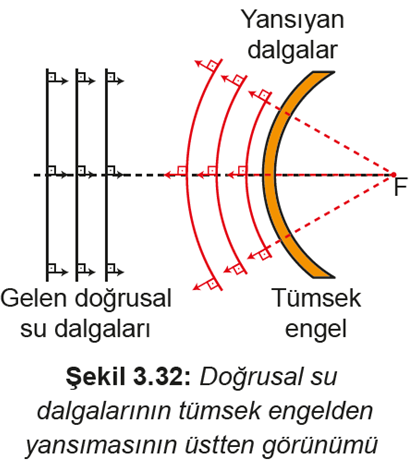 Yansıyan
dalgalar
F
Gelen doğrusal
su dalgaları
Tümsek
engel
Şekil 3.32: Doğrusal su
dalgalarının tümsek engelden
yansımasının üstten görünümü